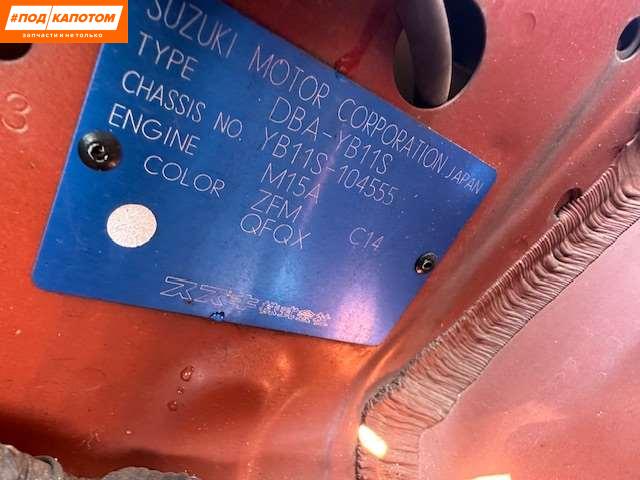 #ПОД КАПОТОМ
запчасти и не только
SUZUKI MOTOR CORPORATION JAPAN
TYPE DBA-YB11S
CHASSIS NO. YB11S-104555
ENGINE M15A
COLOR ZFM
QFQX C14
スズキ株式会社
3